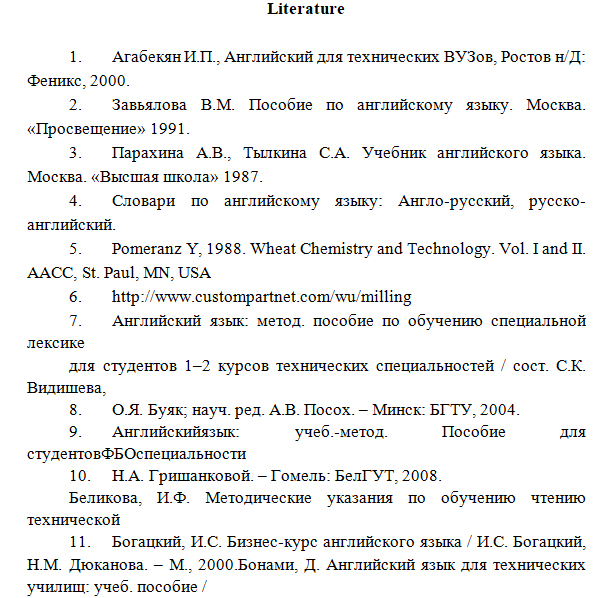 Literature
1. Агабекян И.П., Английский для технических ВУЗов, Ростов н/Д:
Феникс, 2000.
2. Завьялова В.М. Пособие по английскому языку. Москва.
«Просвещение» 1991.
3. Парахина А.В., Тылкина С.А. Учебник английского языка.
Москва. «Высшая школа» 1987.
4. Словари по английскому языку: Англо-русский, русско-
английский.
5. Pomeranz Y, 1988. Wheat Chemistry and Technology. Vol. I and II.
AACC, St. Paul, MN, USA
6. http://www.custompartnet.com/wu/milling
7. Английский язык: метод. пособие по обучению специальной
лексике
для студентов 1–2 курсов технических специальностей / сост. С.К.
Видишева,
8. О.Я. Буяк; науч. ред. А.В. Посох. – Минск: БГТУ, 2004.
9. Английскийязык: учеб.-метод. Пособие для
студентовФБОспециальности
10. Н.А. Гришанковой. – Гомель: БелГУТ, 2008.
Беликова, И.Ф. Методические указания по обучению чтению
технической
11. Богацкий, И.С. Бизнес-курс английского языка / И.С. Богацкий,
Н.М. Дюканова. – М., 2000.Бонами, Д. Английский язык для технических
училищ: учеб. пособие /